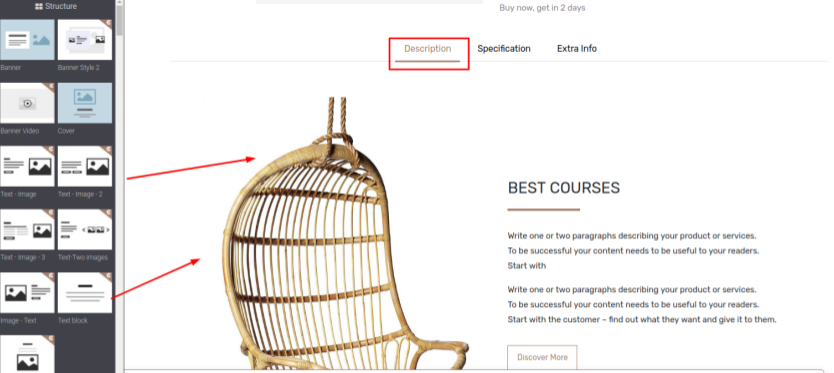 Structure
Buy now, get in 2 days
Description
Specification
Extra Info
Banner
Banner Style 2
Banner Video
Cover
Text - Image
Text - Image - 2
Text - Image - 3
Text-Two images
Image - Text
Text block
BEST COURSES
Write one or two paragraphs describing your product or services.
To be successful your content needs to be useful to your readers.
Start with
Write one or two paragraphs describing your product or services.
To be successful your content needs to be useful to your readers.
Start with the customer – find out what they want and give it to them.
Discover More